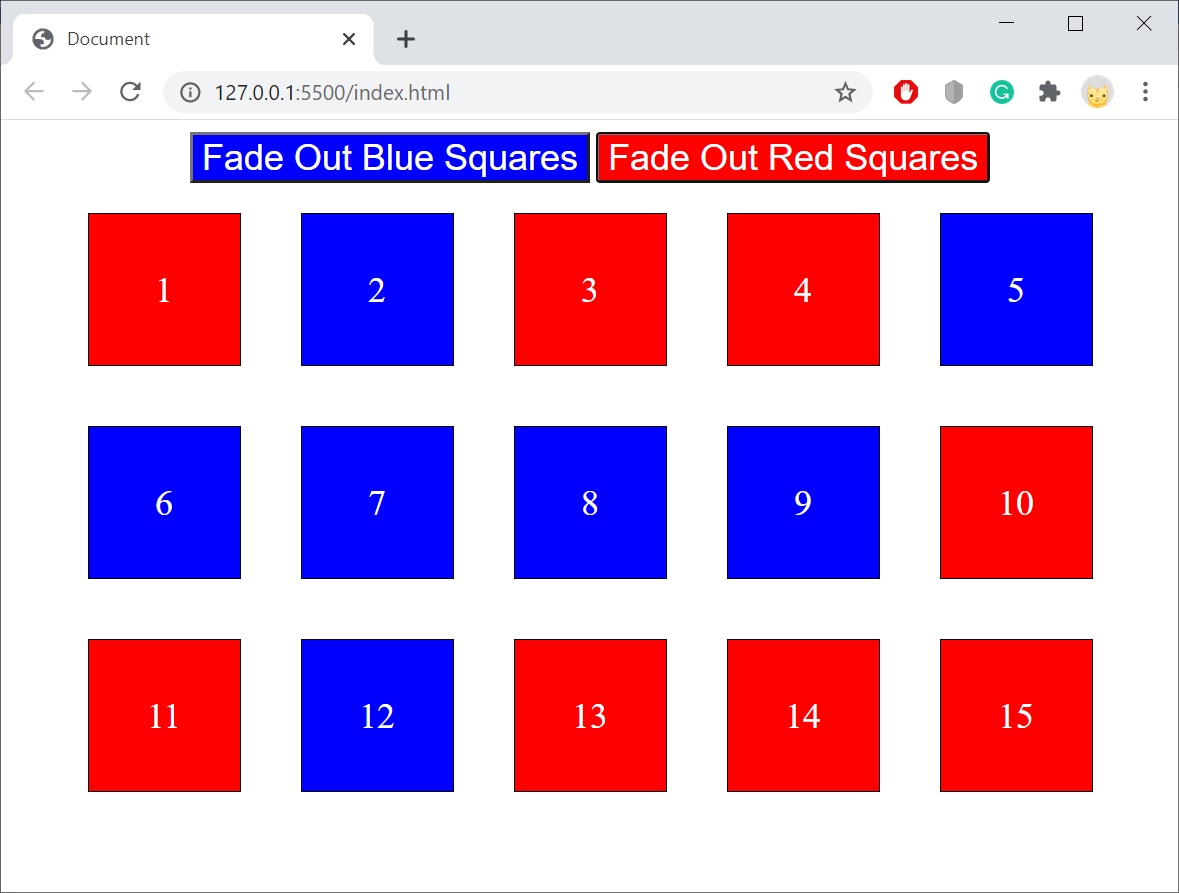 Document
127.0.0.1:5500/index.html
Fade Out Blue Squares Fade Out Red Squares
1 2 3 4 5
6 7 8 9 10
11 12 13 14 15